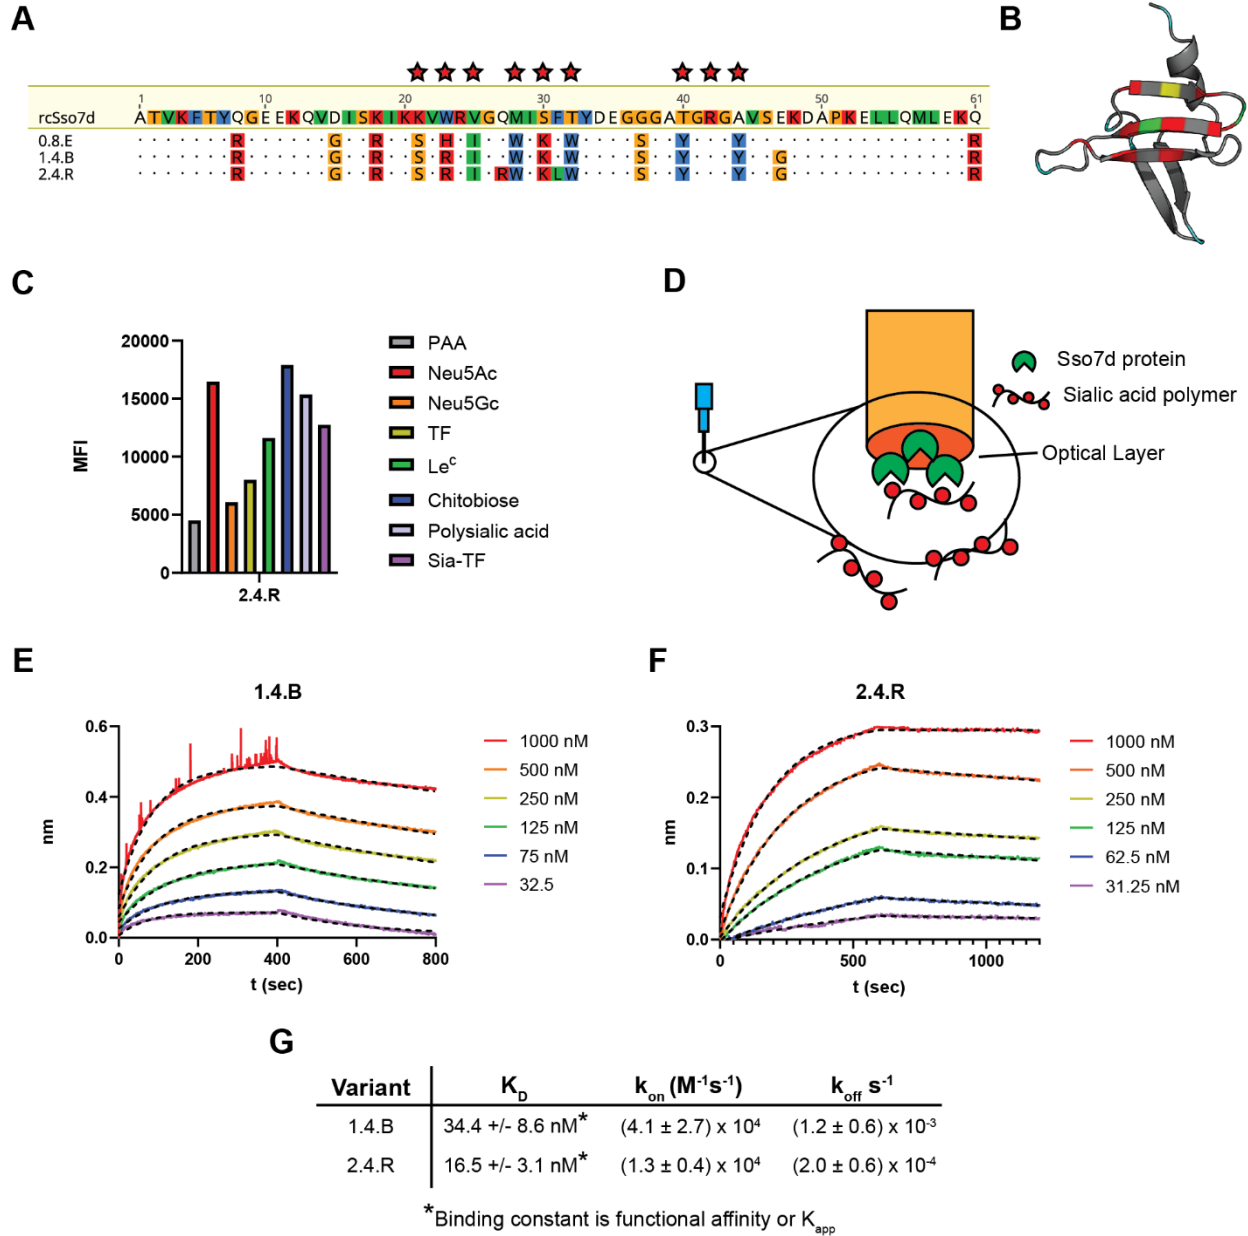 A
B
1
10
20
30
40
50
61
rcSso7d ATVKFTYQGEEKQVDISKIKKVWRVGQMISFTYDEGGGATGRGAVSEKDAPKELLQMLEKQ
0.8.E ·······R······G··R··S·H·I··W·K·W····S··Y···Y················R
1.4.B ·······R······G··R··S·R·I··W·K·W····S··Y···Y··G·············R
2.4.R ·······R······G··R··S·R·I·RW·KLW····S··Y···Y··G·············R
C
20000
15000
10000
5000
0
MFI
2.4.R
PAA
Neu5Ac
Neu5Gc
TF
Leᶜ
Chitobiose
Polysialic acid
Sia-TF
D
Sso7d protein
Sialic acid polymer
Optical Layer
E
1.4.B
0.6
0.4
0.2
0.0
nm
0
200
400
600
800
t (sec)
1000 nM
500 nM
250 nM
125 nM
75 nM
32.5
F
2.4.R
0.3
0.2
0.1
0.0
nm
0
500
1000
t (sec)
1000 nM
500 nM
250 nM
125 nM
62.5 nM
31.25 nM
G
Variant K_D k_on (M⁻¹s⁻¹) k_off s⁻¹
1.4.B 34.4 +/- 8.6 nM* (4.1 ± 2.7) x 10⁴ (1.2 ± 0.6) x 10⁻³
2.4.R 16.5 +/- 3.1 nM* (1.3 ± 0.4) x 10⁴ (2.0 ± 0.6) x 10⁻⁴
*Binding constant is functional affinity or K_app